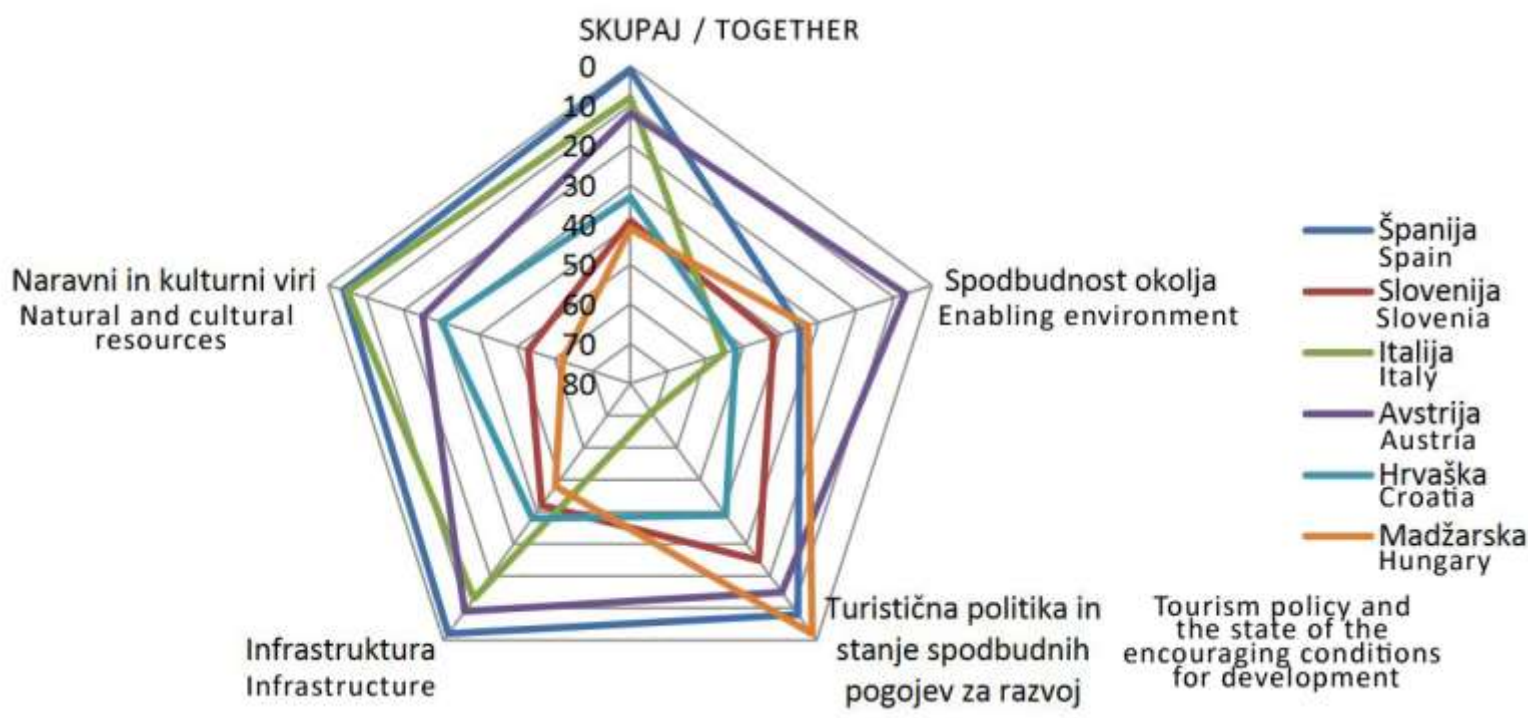 SKUPAJ / TOGETHER
0
10
20
30
40
50
60
70
80
Naravni in kulturni viri
Natural and cultural
resources
Spodbudnost okolja
Enabling environment
Španija
Spain
Slovenija
Slovenia
Italija
Italy
Avstrija
Austria
Hrvaška
Croatia
Madžarska
Hungary
Infrastruktura
Infrastructure
Turistična politika in
stanje spodbudnih
pogojev za razvoj
Tourism policy and
the state of the
encouraging conditions
for development